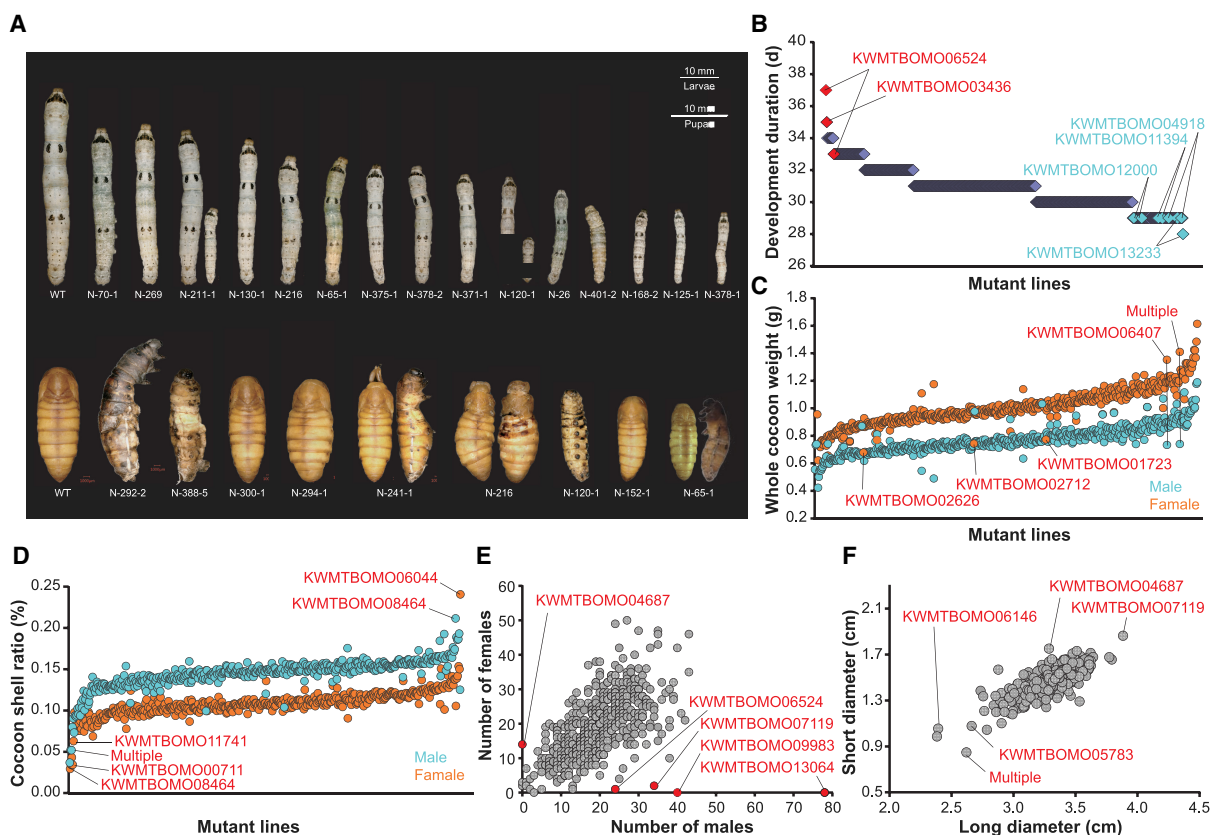 A
10 mm
Larvae
10 mm
Pupa
WT
N-70-1
N-269
N-211-1
N-130-1
N-216
N-65-1
N-375-1
N-378-2
N-371-1
N-120-1
N-26
N-401-2
N-168-2
N-125-1
N-378-1
WT
N-292-2
N-388-5
N-300-1
N-294-1
N-241-1
N-216
N-120-1
N-152-1
N-65-1
B
Development duration (d)
40
38
36
34
32
30
28
26
KWMTBOMO06524
KWMTBOMO03436
KWMTBOMO04918
KWMTBOMO11394
KWMTBOMO12000
KWMTBOMO13233
Mutant lines
C
Whole cocoon weight (g)
1.8
1.6
1.4
1.2
1.0
0.8
0.6
0.4
0.2
Multiple
KWMTBOMO06407
KWMTBOMO01723
KWMTBOMO02712
KWMTBOMO02626
Male
Famale
Mutant lines
D
Cocoon shell ratio (%)
0.25
0.20
0.15
0.10
0.05
0.00
KWMTBOMO06044
KWMTBOMO08464
KWMTBOMO11741
Multiple
KWMTBOMO00711
KWMTBOMO08464
Male
Famale
Mutant lines
E
Number of females
60
50
40
30
20
10
0
KWMTBOMO04687
KWMTBOMO06524
KWMTBOMO07119
KWMTBOMO09983
KWMTBOMO13064
0 10 20 30 40 50 60 70 80
Number of males
F
Short diameter (cm)
2.1
1.7
1.3
0.9
0.5
KWMTBOMO04687
KWMTBOMO07119
KWMTBOMO06146
KWMTBOMO05783
Multiple
2.0 2.5 3.0 3.5 4.0 4.5
Long diameter (cm)